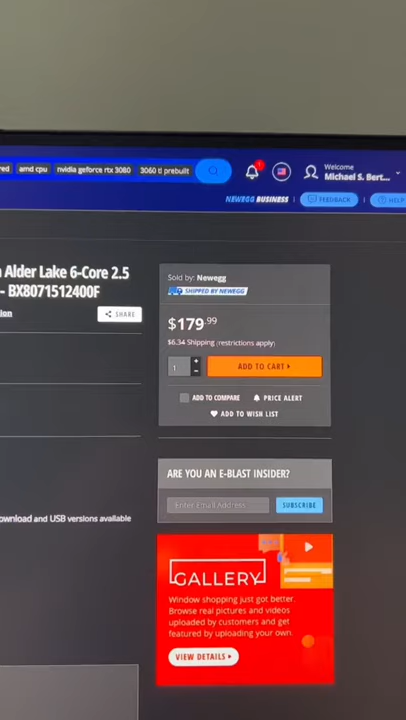 amd cpu
nvidia geforce rtx 3080
3060 ti prebuilt
1
Welcome
Michael S. Bert...
NEWEGG BUSINESS
FEEDBACK
HELP
Alder Lake 6-Core 2.5
- BX8071512400F
SHARE
Sold by: Newegg
SHIPPED BY NEWEGG
$179.99
$6.34 Shipping (restrictions apply)
1
+
-
ADD TO CART
ADD TO COMPARE
PRICE ALERT
ADD TO WISH LIST
ARE YOU AN E-BLAST INSIDER?
Enter Email Address
SUBSCRIBE
ownload and USB versions available
GALLERY
Window shopping just got better.
Browse real pictures and videos
uploaded by customers and get
featured by uploading your own.
VIEW DETAILS